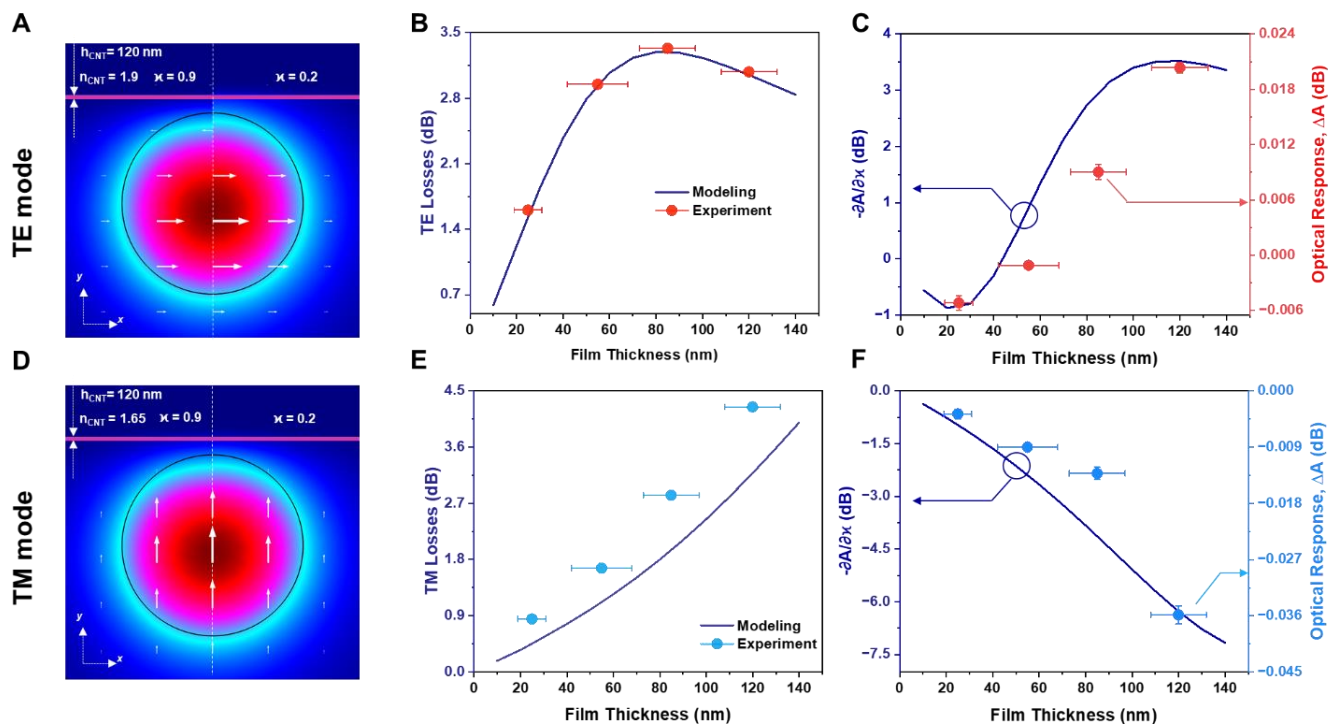 A
TE mode
h_CNT = 120 nm
n_CNT = 1.9 ϰ = 0.9 ϰ = 0.2
y
x
B
TE Losses (dB)
3.5
2.8
2.1
1.4
0.7
Modeling
Experiment
0 20 40 60 80 100 120 140
Film Thickness (nm)
C
-∂A/∂ϰ (dB)
4
3
2
1
0
−1
0.024
0.018
0.012
0.006
0.000
−0.006
Optical Response, ΔA (dB)
0 20 40 60 80 100 120 140
Film Thickness (nm)
D
TM mode
h_CNT = 120 nm
n_CNT = 1.65 ϰ = 0.9 ϰ = 0.2
y
x
E
TM Losses (dB)
4.5
3.6
2.7
1.8
0.9
0.0
Modeling
Experiment
0 20 40 60 80 100 120 140
Film Thickness (nm)
F
-∂A/∂ϰ (dB)
0.0
−1.5
−3.0
−4.5
−6.0
−7.5
0.000
−0.009
−0.018
−0.027
−0.036
−0.045
Optical Response, ΔA (dB)
0 20 40 60 80 100 120 140
Film Thickness (nm)